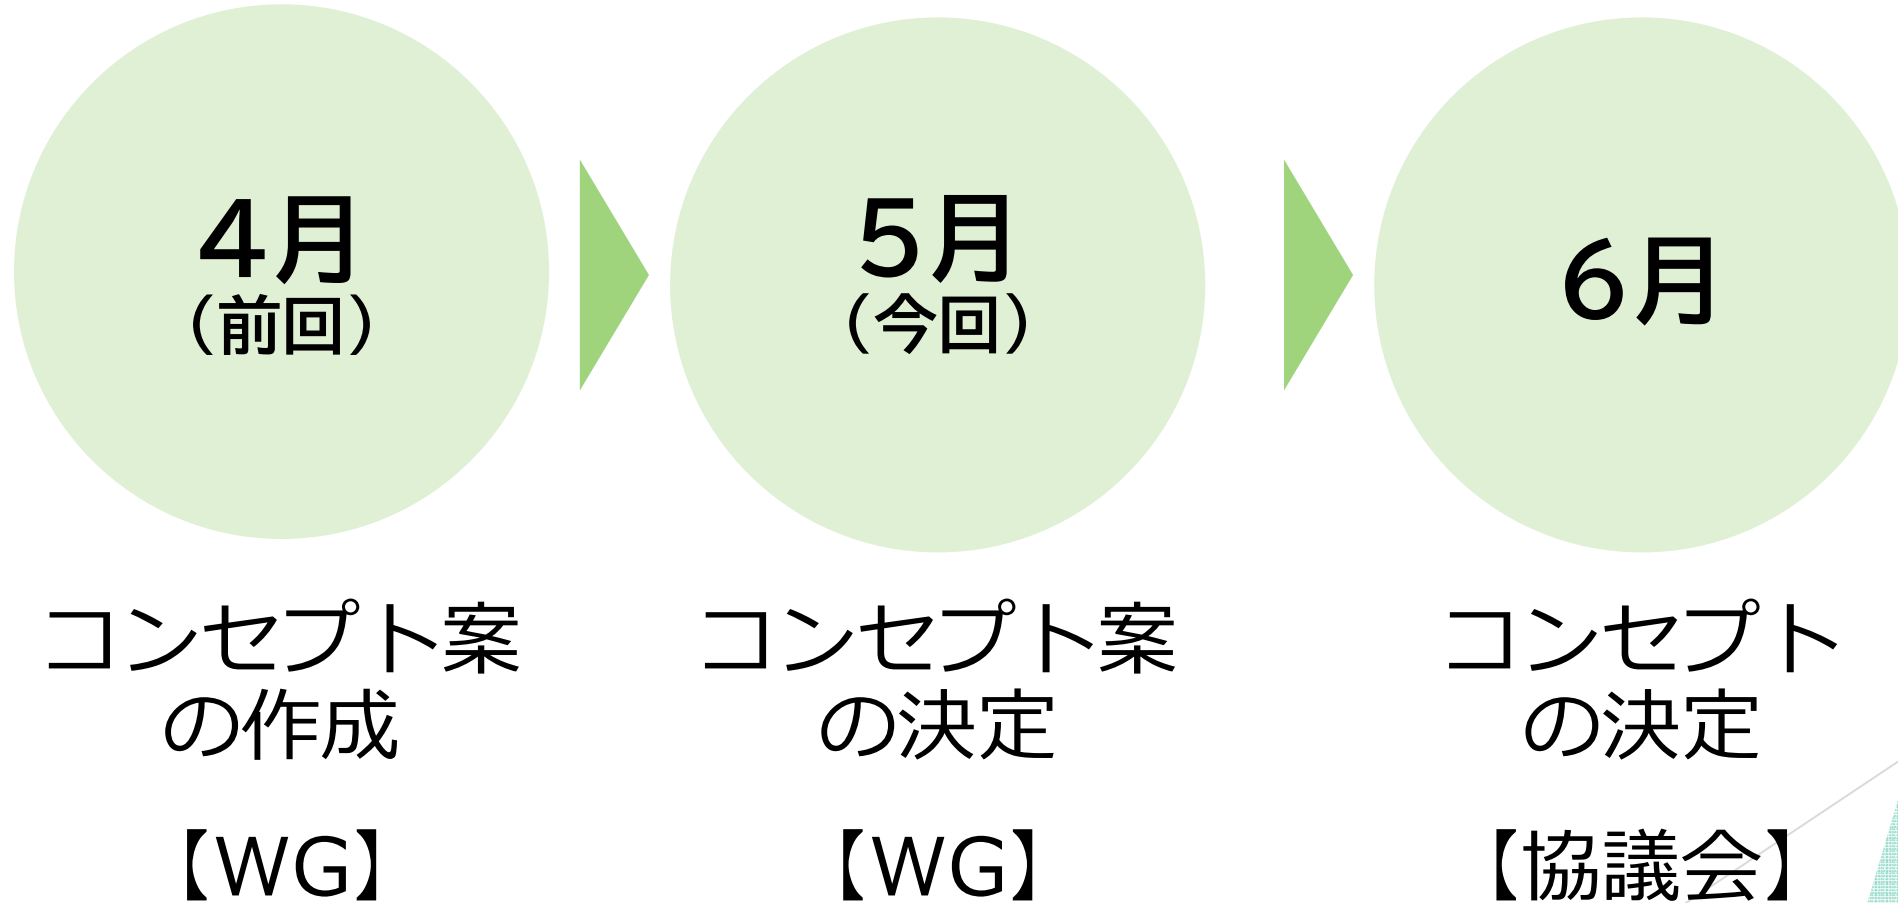 ４月
（前回）
コンセプト案
の作成
【WG】
５月
（今回）
コンセプト案
の決定
【WG】
６月
コンセプト
の決定
【協議会】